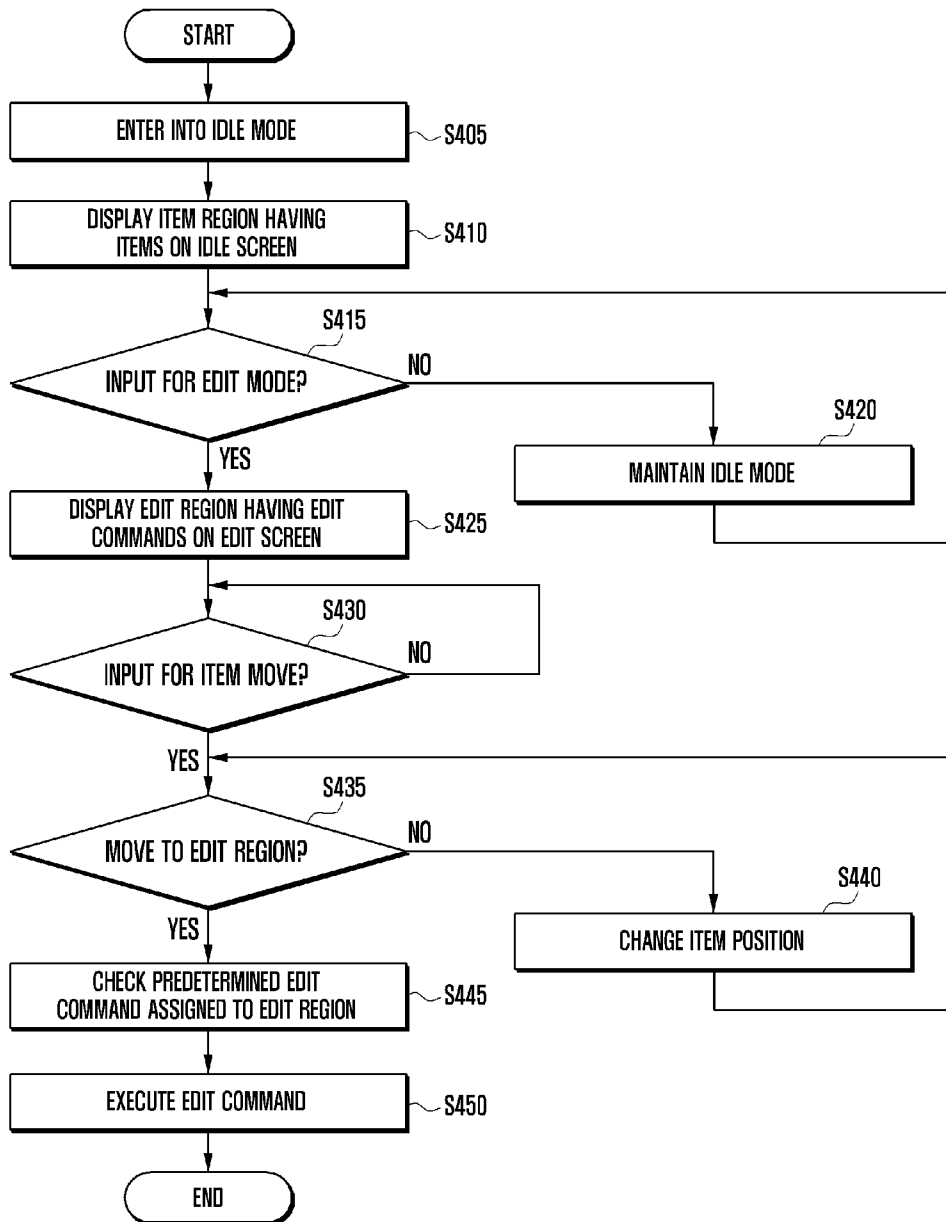 START
ENTER INTO IDLE MODE
S405
DISPLAY ITEM REGION HAVING
ITEMS ON IDLE SCREEN
S410
S415
INPUT FOR EDIT MODE?
NO
YES
S420
MAINTAIN IDLE MODE
DISPLAY EDIT REGION HAVING EDIT
COMMANDS ON EDIT SCREEN
S425
S430
INPUT FOR ITEM MOVE?
NO
YES
S435
MOVE TO EDIT REGION?
NO
YES
S440
CHANGE ITEM POSITION
CHECK PREDETERMINED EDIT
COMMAND ASSIGNED TO EDIT REGION
S445
EXECUTE EDIT COMMAND
S450
END